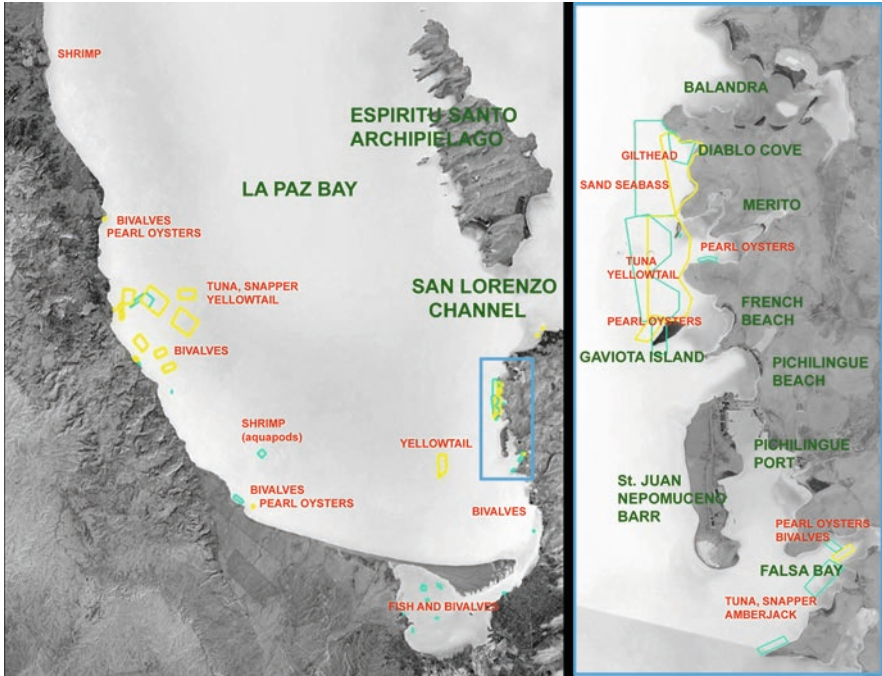 SHRIMP
ESPIRITU SANTO
ARCHIPIELAGO
LA PAZ BAY
BIVALVES
PEARL OYSTERS
TUNA, SNAPPER
YELLOWTAIL
SAN LORENZO
CHANNEL
BIVALVES
SHRIMP
(aquapods)
YELLOWTAIL
BIVALVES
PEARL OYSTERS
BIVALVES
FISH AND BIVALVES
BALANDRA
GILTHEAD
DIABLO COVE
SAND SEABASS
MERITO
PEARL OYSTERS
TUNA
YELLOWTAIL
FRENCH
BEACH
PEARL OYSTERS
GAVIOTA ISLAND
PICHILINGUE
BEACH
PICHILINGUE
PORT
St. JUAN
NEPOMUCENO
BARR
PEARL OYSTERS
BIVALVES
FALSA BAY
TUNA, SNAPPER
AMBERJACK